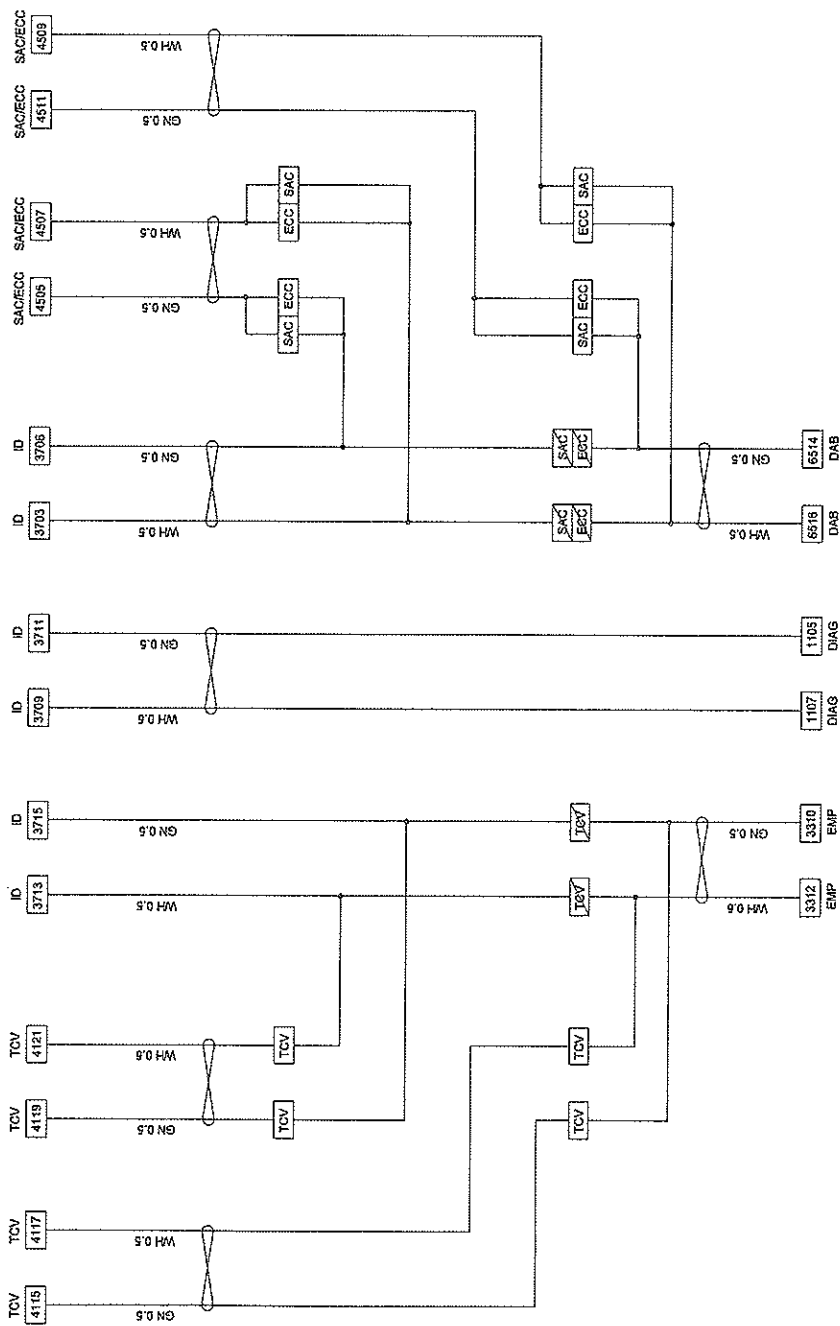 TCV TCV TCV TCV ID ID ID ID ID ID SAC/ECC SAC/ECC SAC/ECC SAC/ECC
4115 4117 4119 4121 3713 3715 3709 3711 3703 3706 4505 4507 4511 4509
GN 0.5 WH 0.5 GN 0.5 WH 0.5 WH 0.5 GN 0.5 WH 0.5 GN 0.5 WH 0.5 GN 0.5 GN 0.5 WH 0.5 GN 0.5 WH 0.5
TCV TCV SAC ECC ECC SAC
TCV TCV TCV TCV SAC SAC SAC ECC ECC SAC
ECC ECC
WH 0.5 GN 0.5 WH 0.5 GN 0.5
3312 3310 1107 1105 6516 6514
EMP EMP DIAG DIAG DAB DAB